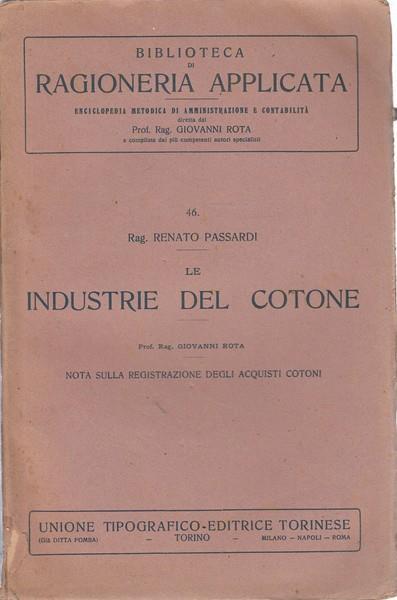 BIBLIOTECA
DI
RAGIONERIA APPLICATA
ENCICLOPEDIA METODICA DI AMMINISTRAZIONE E CONTABILITÀ
diretta dal
Prof. Rag. GIOVANNI ROTA
e compilata dai più competenti autori specialisti
46.
Rag. RENATO PASSARDI
LE
INDUSTRIE DEL COTONE
Prof. Rag. GIOVANNI ROTA
NOTA SULLA REGISTRAZIONE DEGLI ACQUISTI COTONI
UNIONE TIPOGRAFICO-EDITRICE TORINESE
(Già DITTA POMBA) — TORINO — MILANO — NAPOLI — ROMA